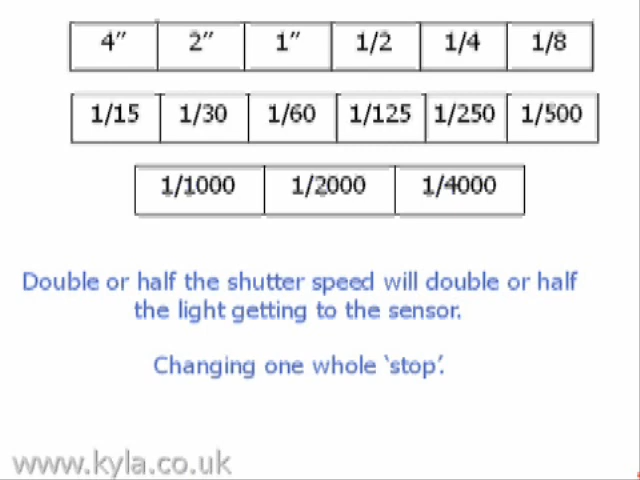 4” 2” 1” 1/2 1/4 1/8
1/15 1/30 1/60 1/125 1/250 1/500
1/1000 1/2000 1/4000
Double or half the shutter speed will double or half
the light getting to the sensor.
Changing one whole ‘stop’.
www.kyla.co.uk